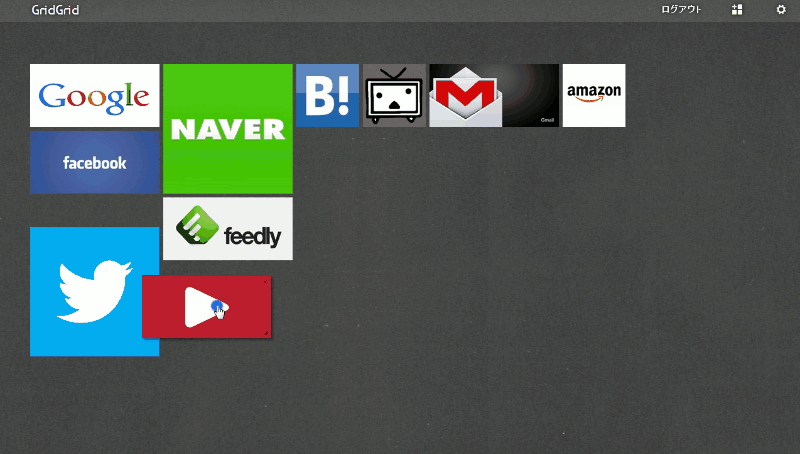 GridGrid
ログアウト
Google
NAVER
B!
Gmail
amazon
facebook
feedly